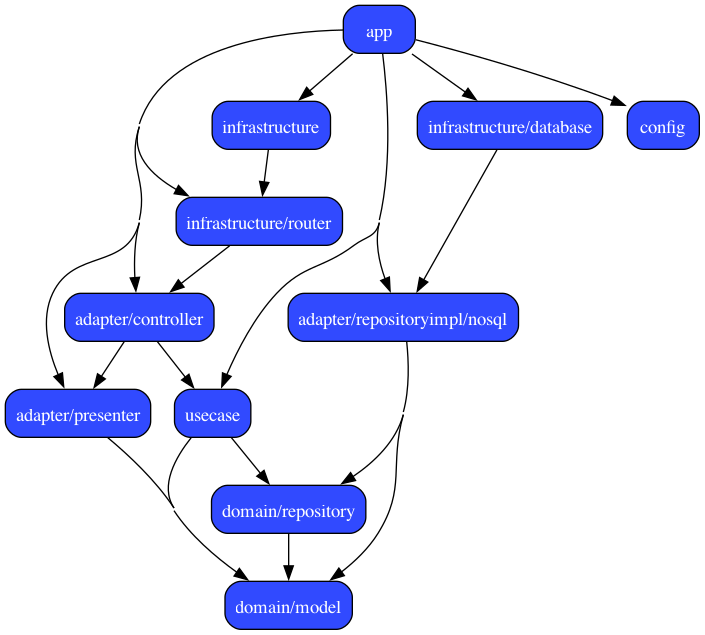 app
infrastructure
infrastructure/database
config
infrastructure/router
adapter/controller
adapter/repositoryimpl/nosql
adapter/presenter
usecase
domain/repository
domain/model